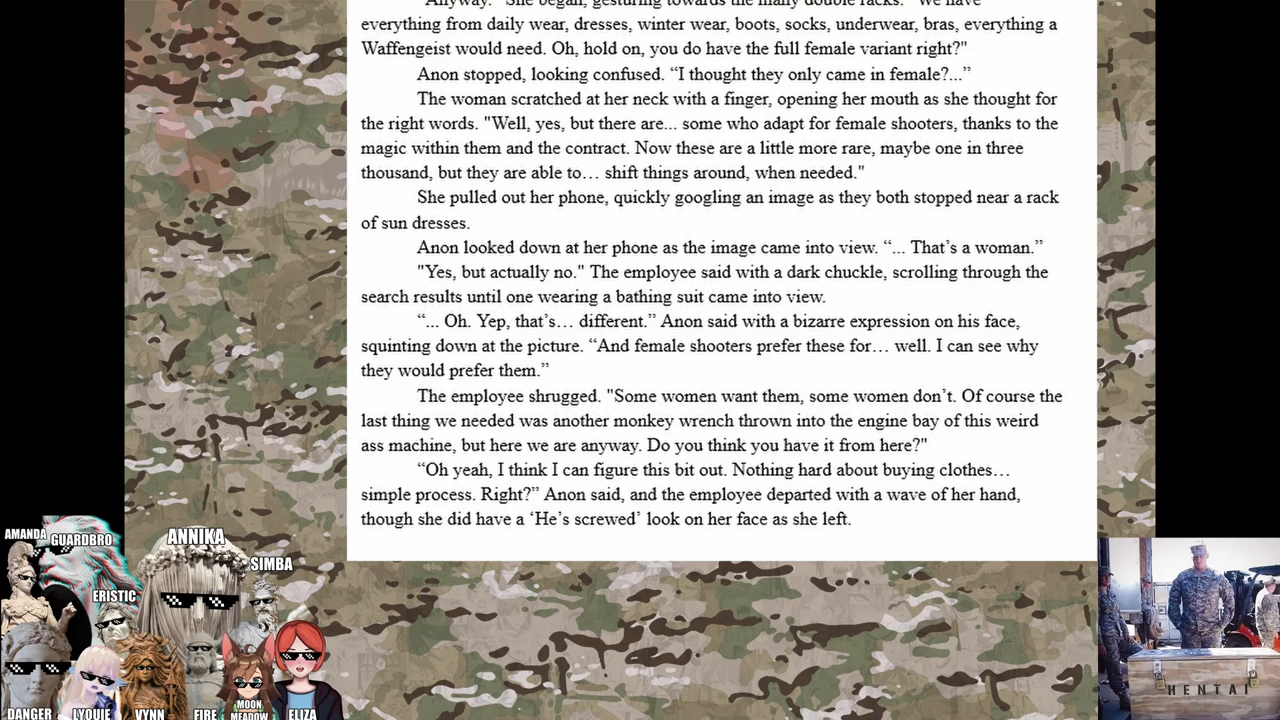 "Anyway." She began, gesturing towards the many double racks. "We have
everything from daily wear, dresses, winter wear, boots, socks, underwear, bras, everything a
Waffengeist would need. Oh, hold on, you do have the full female variant right?"
Anon stopped, looking confused. “I thought they only came in female?...”
The woman scratched at her neck with a finger, opening her mouth as she thought for
the right words. "Well, yes, but there are... some who adapt for female shooters, thanks to the
magic within them and the contract. Now these are a little more rare, maybe one in three
thousand, but they are able to… shift things around, when needed."
She pulled out her phone, quickly googling an image as they both stopped near a rack
of sun dresses.
Anon looked down at her phone as the image came into view. “... That’s a woman.”
"Yes, but actually no." The employee said with a dark chuckle, scrolling through the
search results until one wearing a bathing suit came into view.
“... Oh. Yep, that’s… different.” Anon said with a bizarre expression on his face,
squinting down at the picture. “And female shooters prefer these for… well. I can see why
they would prefer them.”
The employee shrugged. "Some women want them, some women don’t. Of course the
last thing we needed was another monkey wrench thrown into the engine bay of this weird
ass machine, but here we are anyway. Do you think you have it from here?"
“Oh yeah, I think I can figure this bit out. Nothing hard about buying clothes…
simple process. Right?” Anon said, and the employee departed with a wave of her hand,
though she did have a ‘He’s screwed’ look on her face as she left.
AMANDA
GUARDBRO
ANNIKA
SIMBA
ERISTIC
DANGER
LYQUIE
VYNN
FIRE
MOON
MEADOW
ELIZA
HENTAI